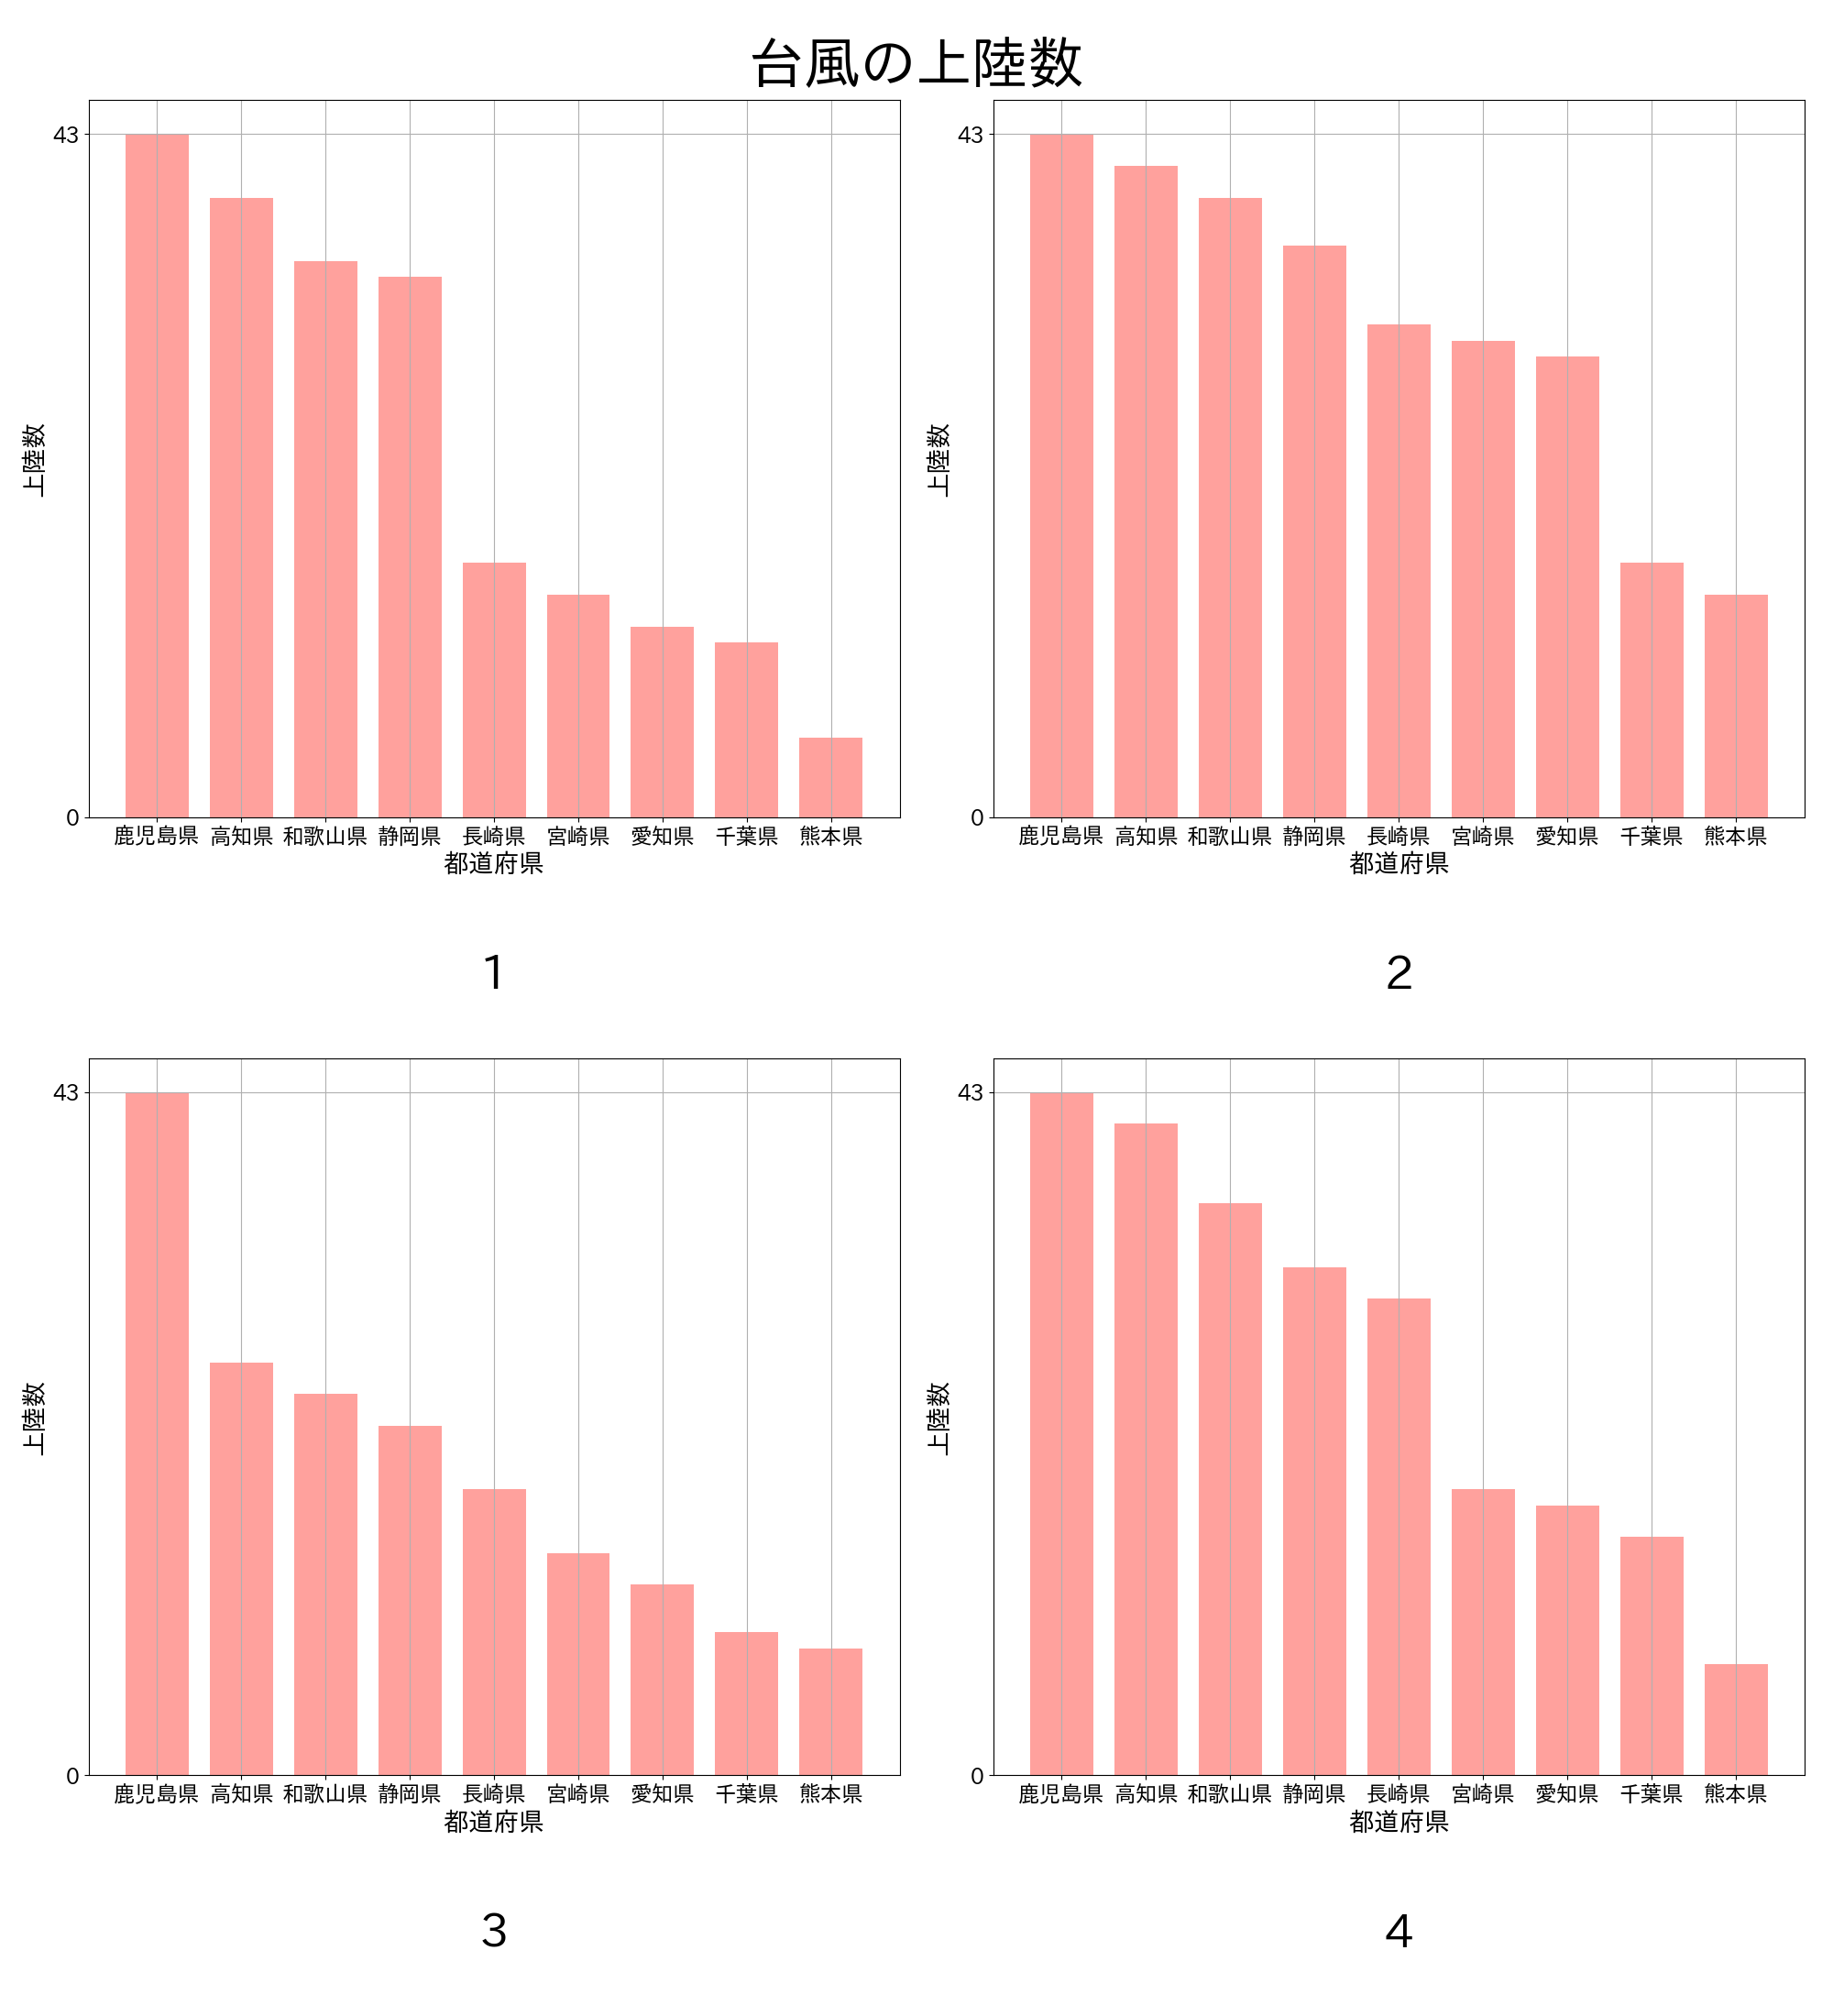 台風の上陸数
43
上陸数
0
鹿児島県 高知県 和歌山県 静岡県 長崎県 宮崎県 愛知県 千葉県 熊本県
都道府県
1
43
上陸数
0
鹿児島県 高知県 和歌山県 静岡県 長崎県 宮崎県 愛知県 千葉県 熊本県
都道府県
2
43
上陸数
0
鹿児島県 高知県 和歌山県 静岡県 長崎県 宮崎県 愛知県 千葉県 熊本県
都道府県
3
43
上陸数
0
鹿児島県 高知県 和歌山県 静岡県 長崎県 宮崎県 愛知県 千葉県 熊本県
都道府県
4